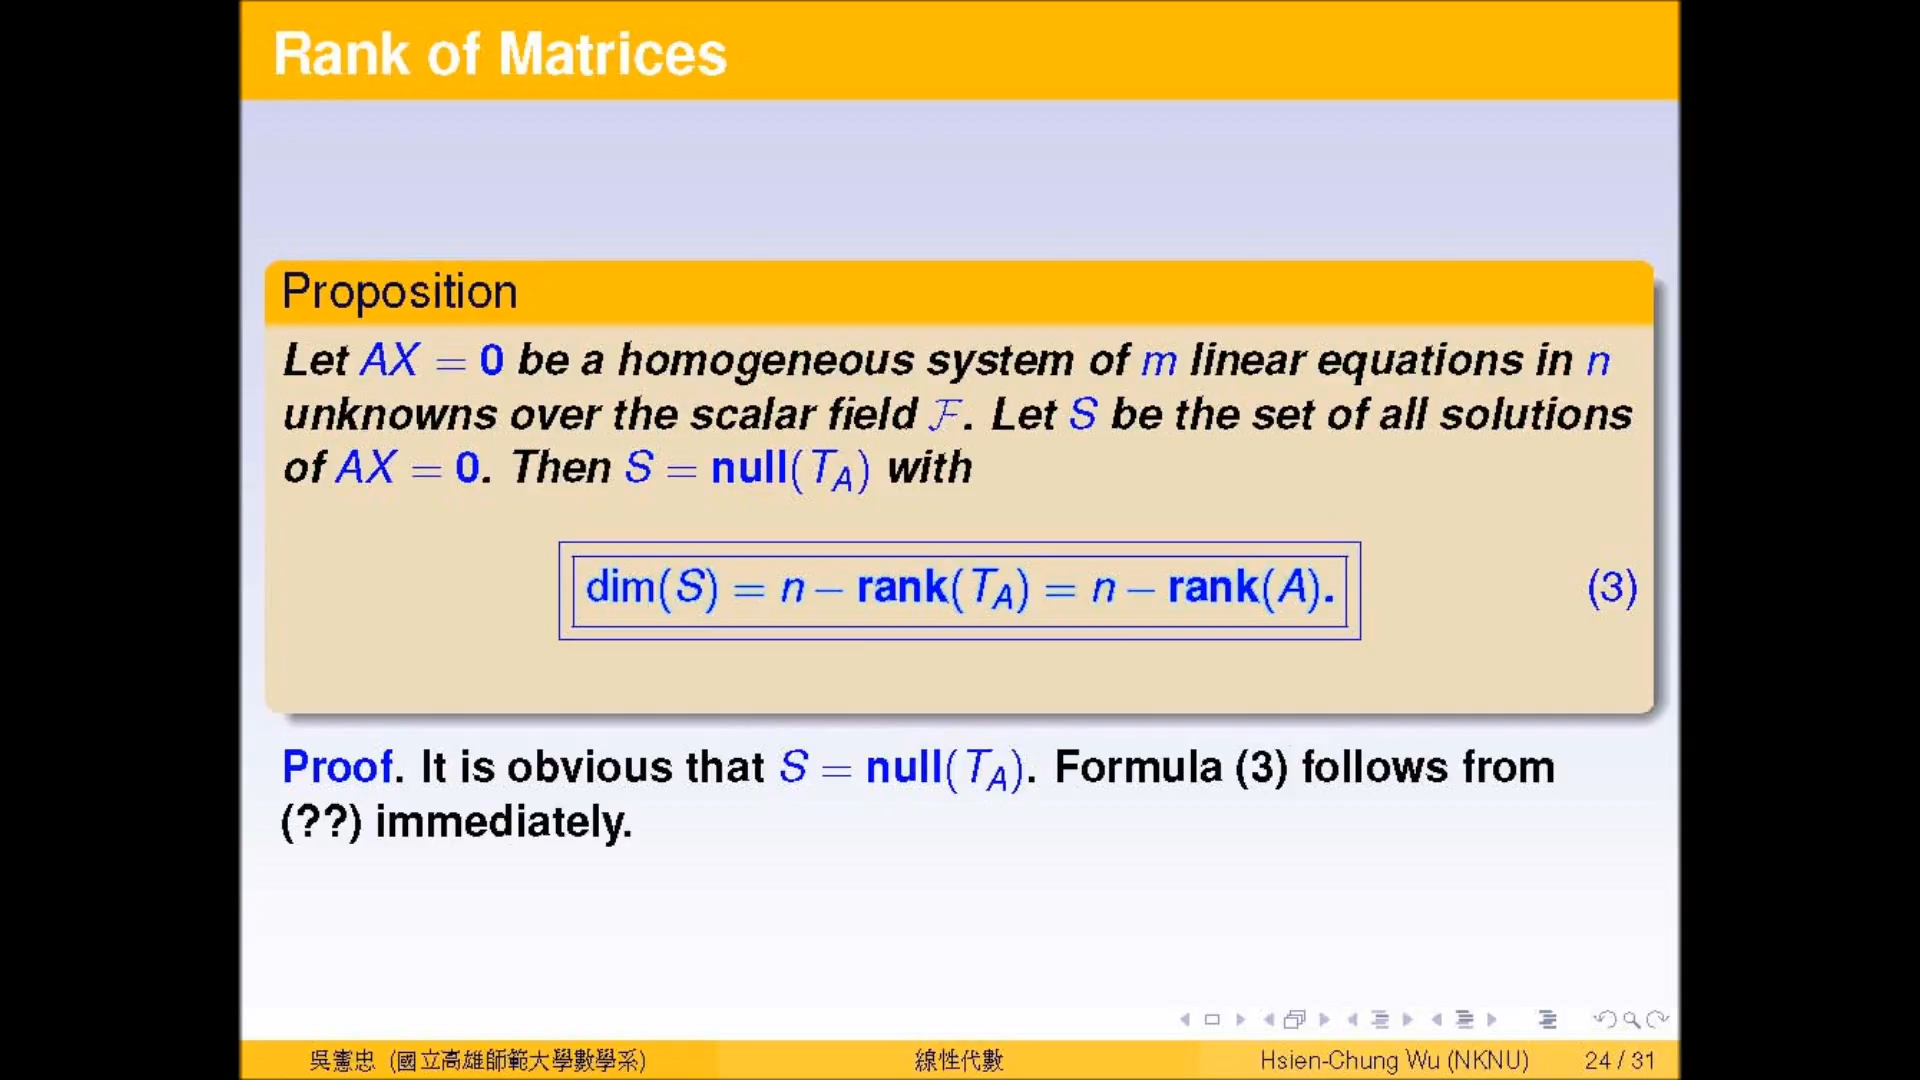 Rank of Matrices
Proposition
Let AX = 0 be a homogeneous system of m linear equations in n
unknowns over the scalar field ℱ. Let S be the set of all solutions
of AX = 0. Then S = null(T_A) with
dim(S) = n − rank(T_A) = n − rank(A). (3)
Proof. It is obvious that S = null(T_A). Formula (3) follows from
(??) immediately.
吳憲忠 (國立高雄師範大學數學系) 線性代數 Hsien-Chung Wu (NKNU) 24 / 31